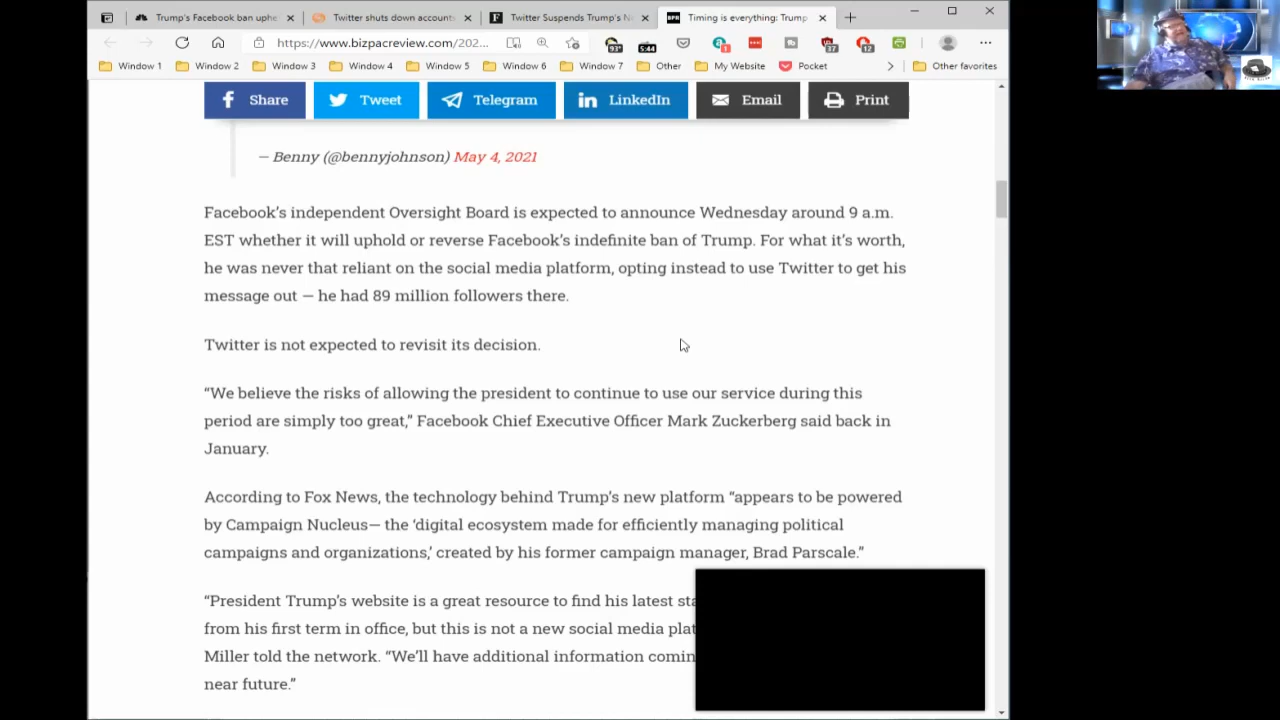 Trump's Facebook ban uphe
Twitter shuts down account
Twitter Suspends Trump's N
Timing is everything: Trump
https://www.bizpacreview.com/202...
93°
5:44
1
37
12
Window 1
Window 2
Window 3
Window 4
Window 5
Window 6
Window 7
Other
My Website
Pocket
Other favorites
Share
Tweet
Telegram
LinkedIn
Email
Print
— Benny (@bennyjohnson) May 4, 2021
Facebook's independent Oversight Board is expected to announce Wednesday around 9 a.m.
EST whether it will uphold or reverse Facebook's indefinite ban of Trump. For what it's worth,
he was never that reliant on the social media platform, opting instead to use Twitter to get his
message out — he had 89 million followers there.
Twitter is not expected to revisit its decision.
“We believe the risks of allowing the president to continue to use our service during this
period are simply too great,” Facebook Chief Executive Officer Mark Zuckerberg said back in
January.
According to Fox News, the technology behind Trump's new platform “appears to be powered
by Campaign Nucleus— the ‘digital ecosystem made for efficiently managing political
campaigns and organizations,’ created by his former campaign manager, Brad Parscale.”
“President Trump's website is a great resource to find his latest sta
from his first term in office, but this is not a new social media plat
Miller told the network. “We'll have additional information comin
near future.”